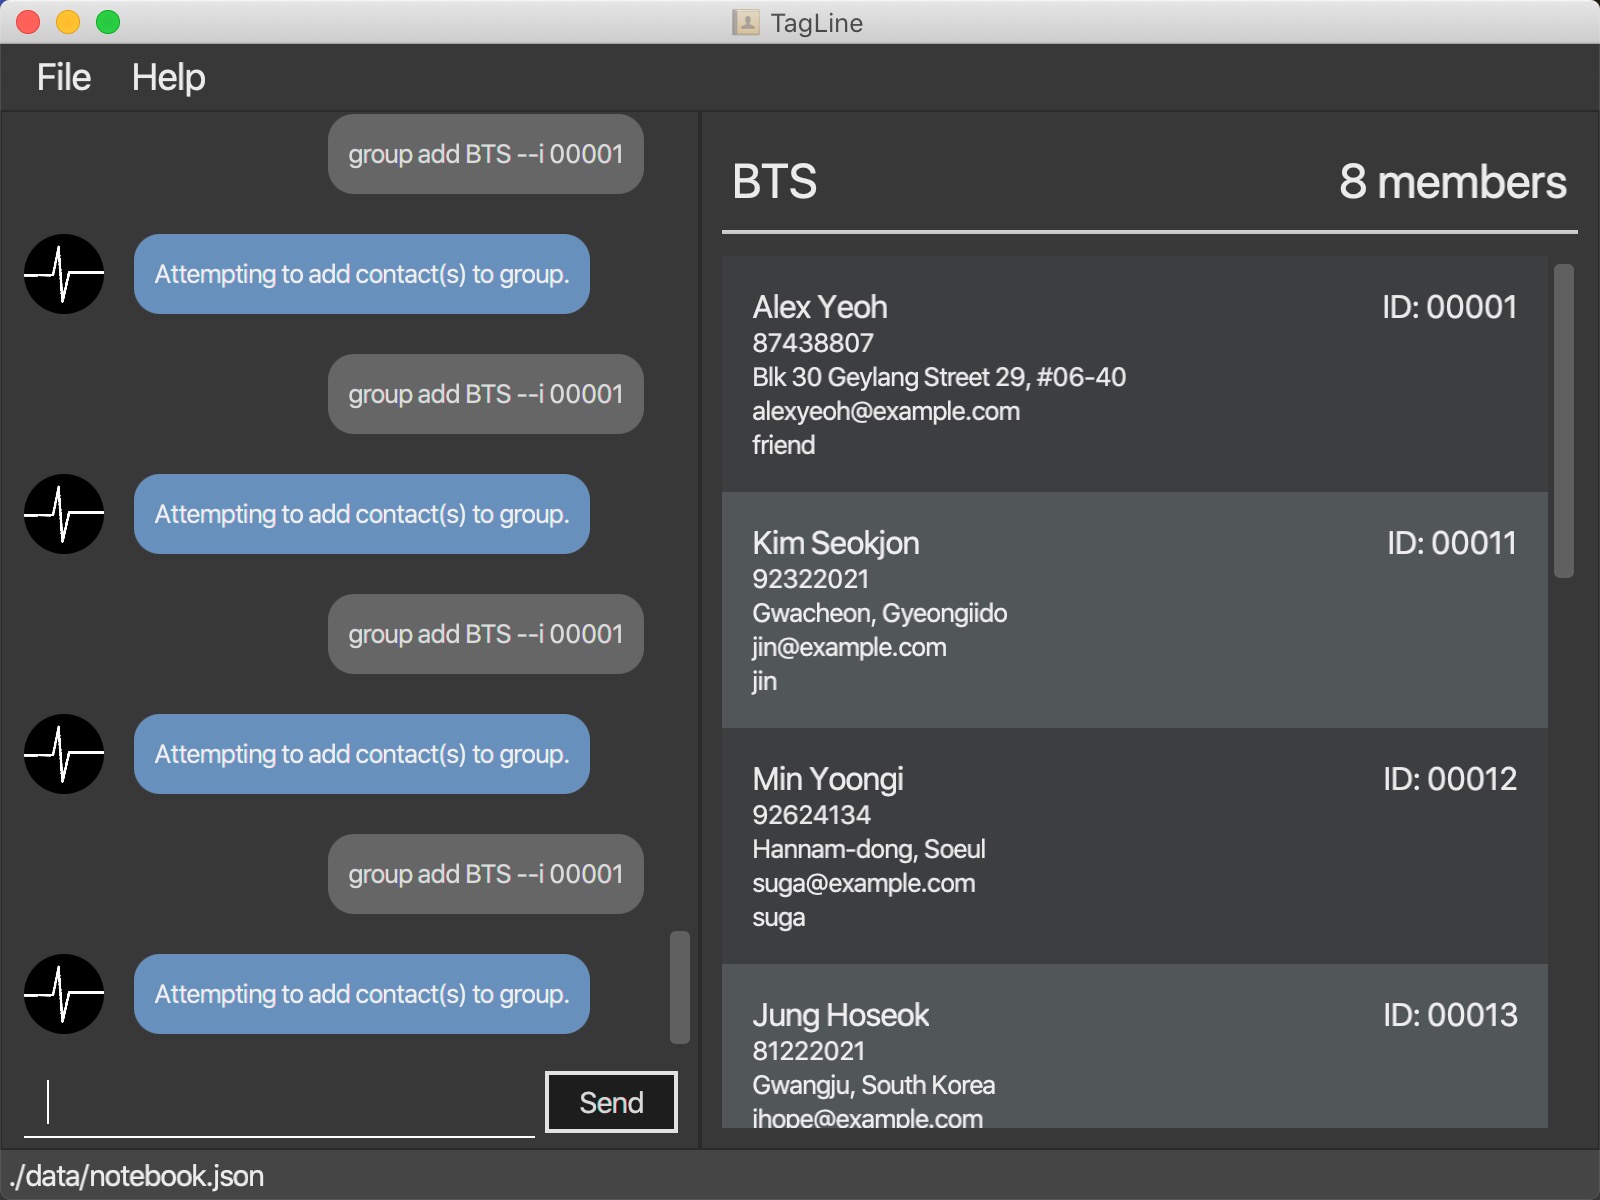 TagLine
File Help
group add BTS --i 00001
Attempting to add contact(s) to group.
group add BTS --i 00001
Attempting to add contact(s) to group.
group add BTS --i 00001
Attempting to add contact(s) to group.
group add BTS --i 00001
Attempting to add contact(s) to group.
Send
BTS 8 members
Alex Yeoh ID: 00001
87438807
Blk 30 Geylang Street 29, #06-40
alexyeoh@example.com
friend
Kim Seokjon ID: 00011
92322021
Gwacheon, Gyeongiido
jin@example.com
jin
Min Yoongi ID: 00012
92624134
Hannam-dong, Soeul
suga@example.com
suga
Jung Hoseok ID: 00013
81222021
Gwangju, South Korea
jhope@example.com
./data/notebook.json